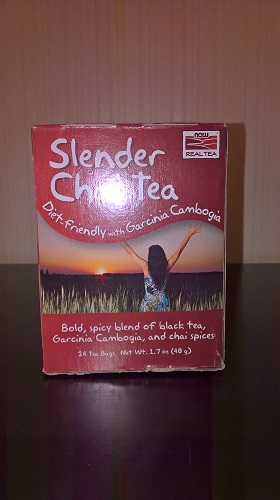 now
REAL TEA
Slender
Chai Tea
Diet-friendly with Garcinia Cambogia
Bold, spicy blend of black tea,
Garcinia Cambogia, and chai spices
24 Tea Bags Net Wt. 1.7 oz (48 g)